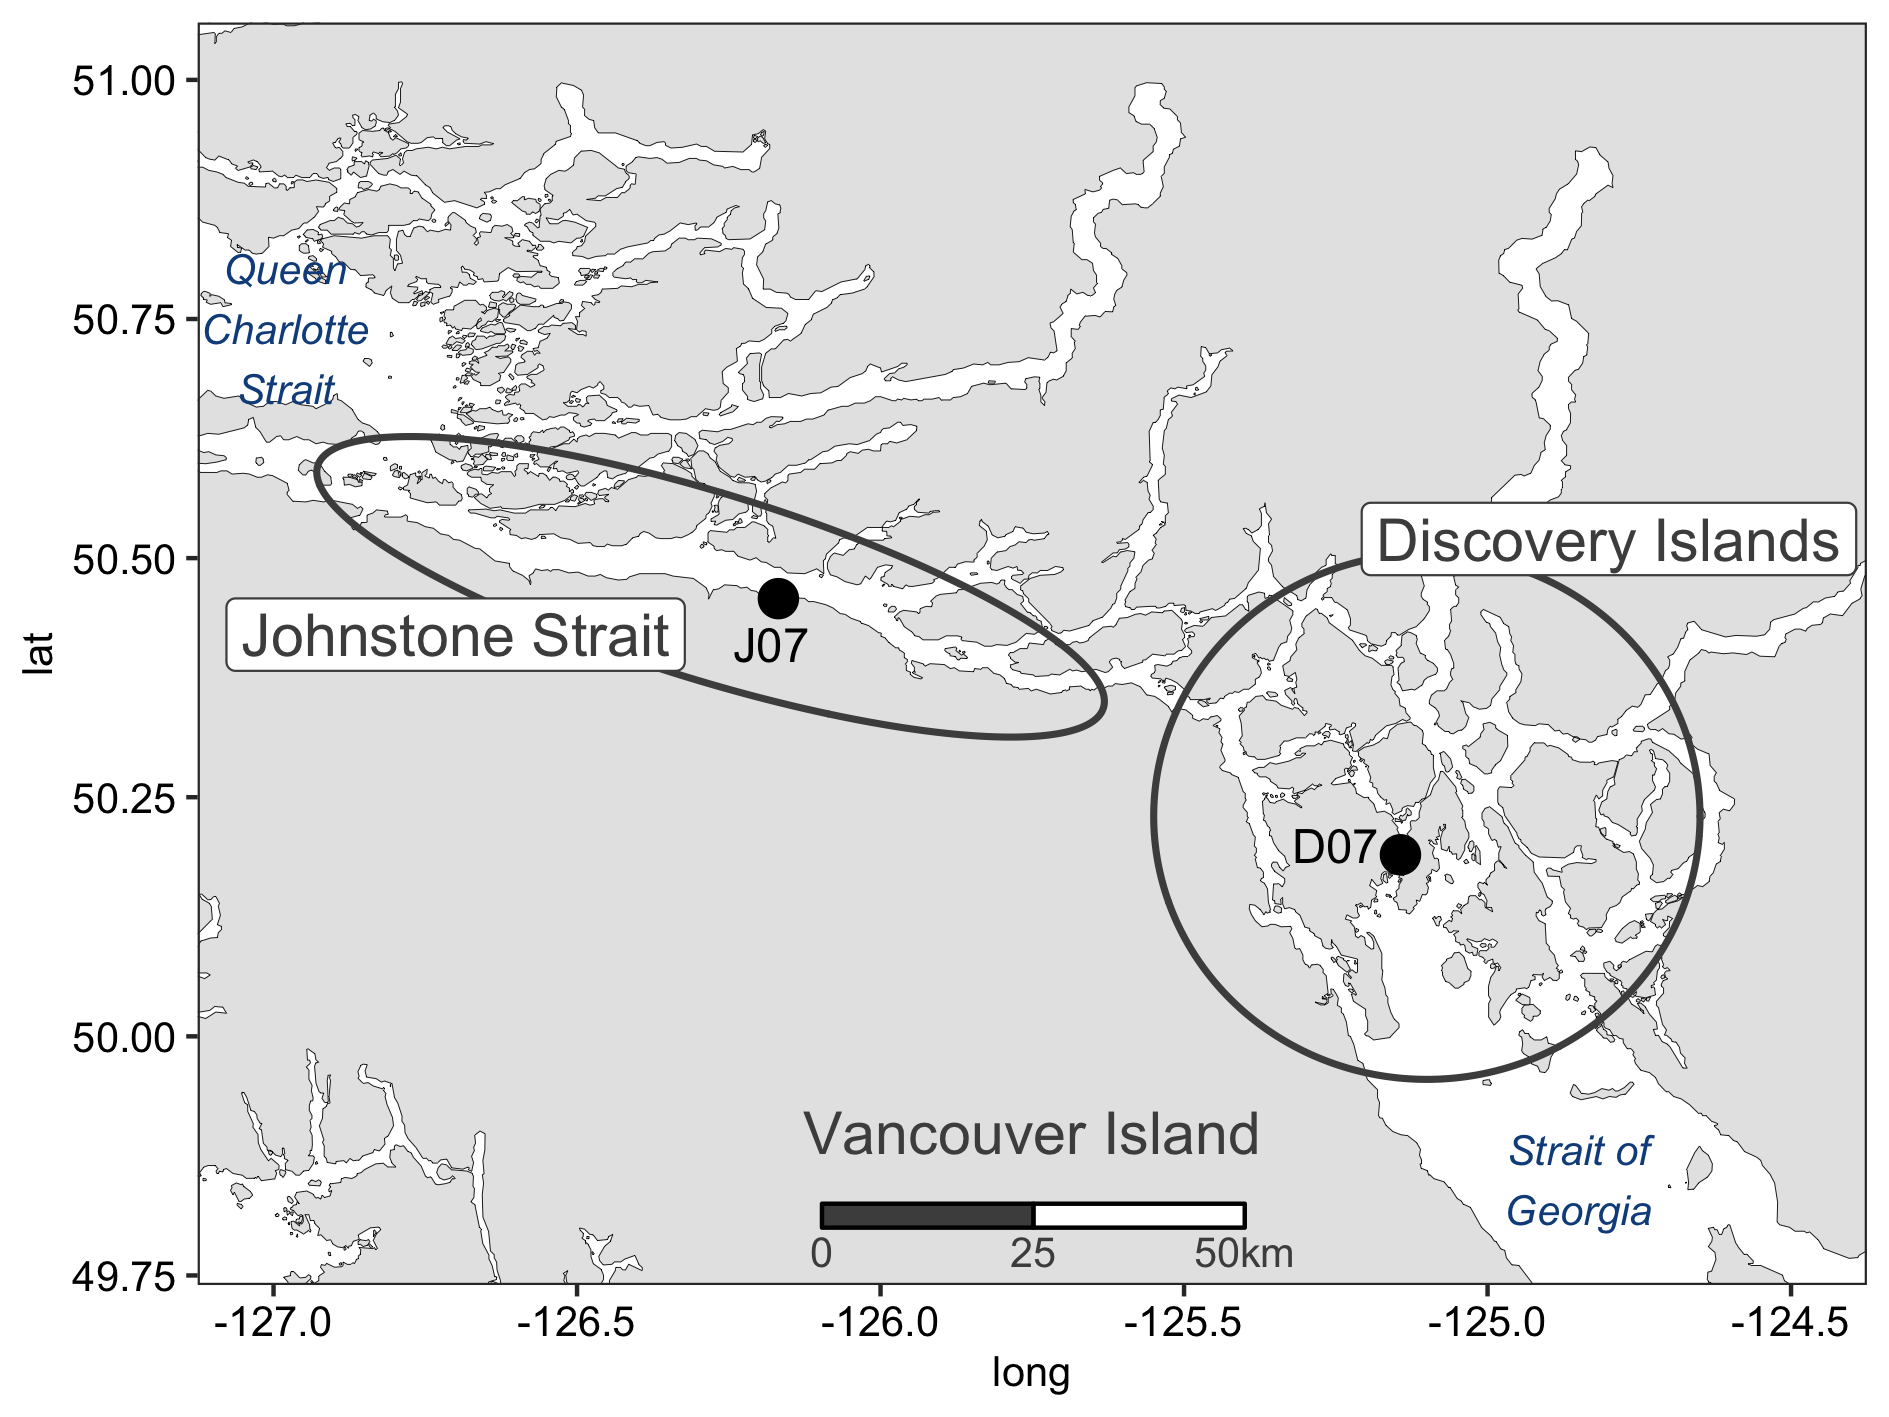 51.00
50.75
50.50
50.25
50.00
49.75
lat
Queen
Charlotte
Strait
Discovery Islands
Johnstone Strait
J07
D07
Vancouver Island
0 25 50km
Strait of
Georgia
-127.0 -126.5 -126.0 -125.5 -125.0 -124.5
long